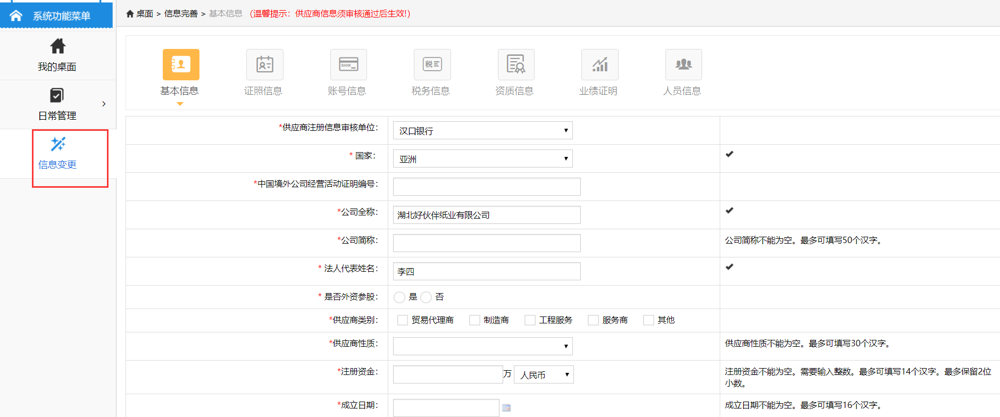 系统功能菜单
桌面 > 信息完善 > 基本信息 （温馨提示：供应商信息须审核通过后生效!）
我的桌面
日常管理
信息变更
基本信息 证照信息 账号信息 税务信息 资质信息 业绩证明 人员信息
BANK
税
*供应商注册信息审核单位： 汉口银行
* 国家： 亚洲
*中国境外公司经营活动证明编号：
*公司全称： 湖北好伙伴纸业有限公司
*公司简称： 公司简称不能为空。最多可填写50个汉字。
* 法人代表姓名： 李四
* 是否外资参股： 是 否
*供应商类别： 贸易代理商 制造商 工程服务 服务商 其他
*供应商性质： 供应商性质不能为空。最多可填写30个汉字。
*注册资金： 万 人民币 注册资金不能为空。需要输入整数。最多可填写14个汉字。最多保留2位
小数。
*成立日期： 成立日期不能为空。最多可填写16个汉字。